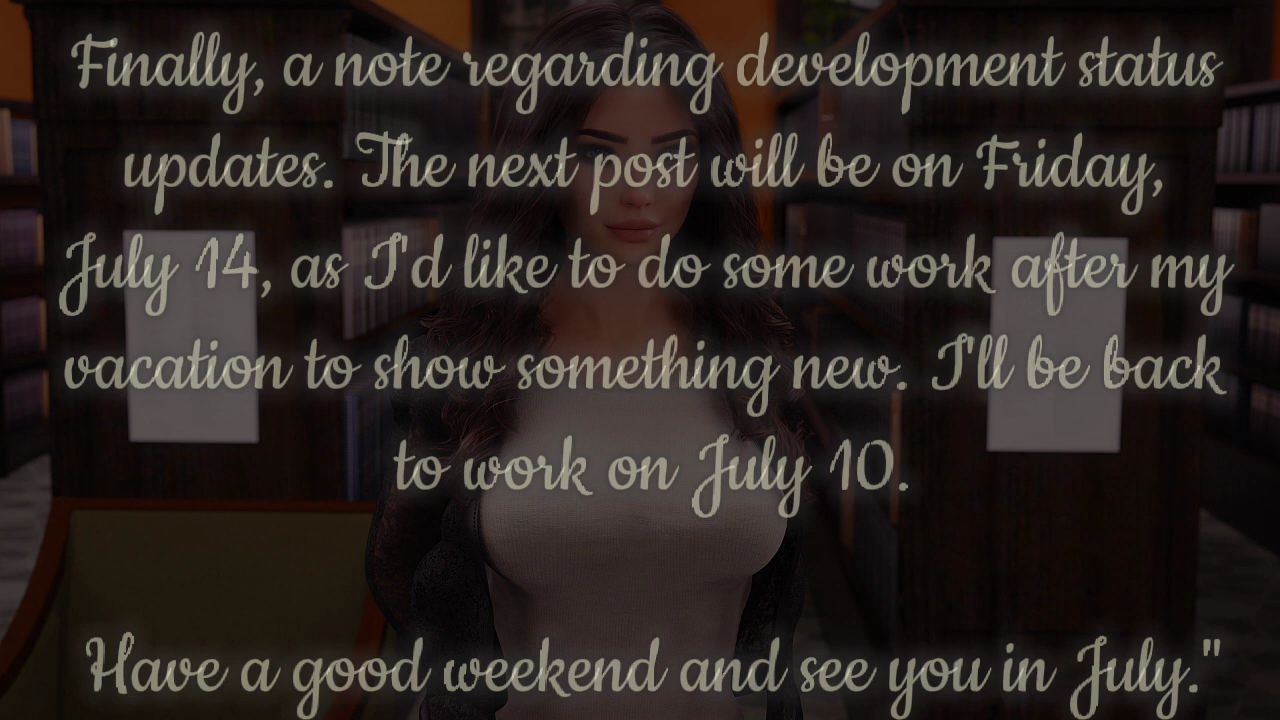 Finally, a note regarding development status
updates. The next post will be on Friday,
July 14, as I'd like to do some work after my
vacation to show something new. I'll be back
to work on July 10.
Have a good weekend and see you in July."